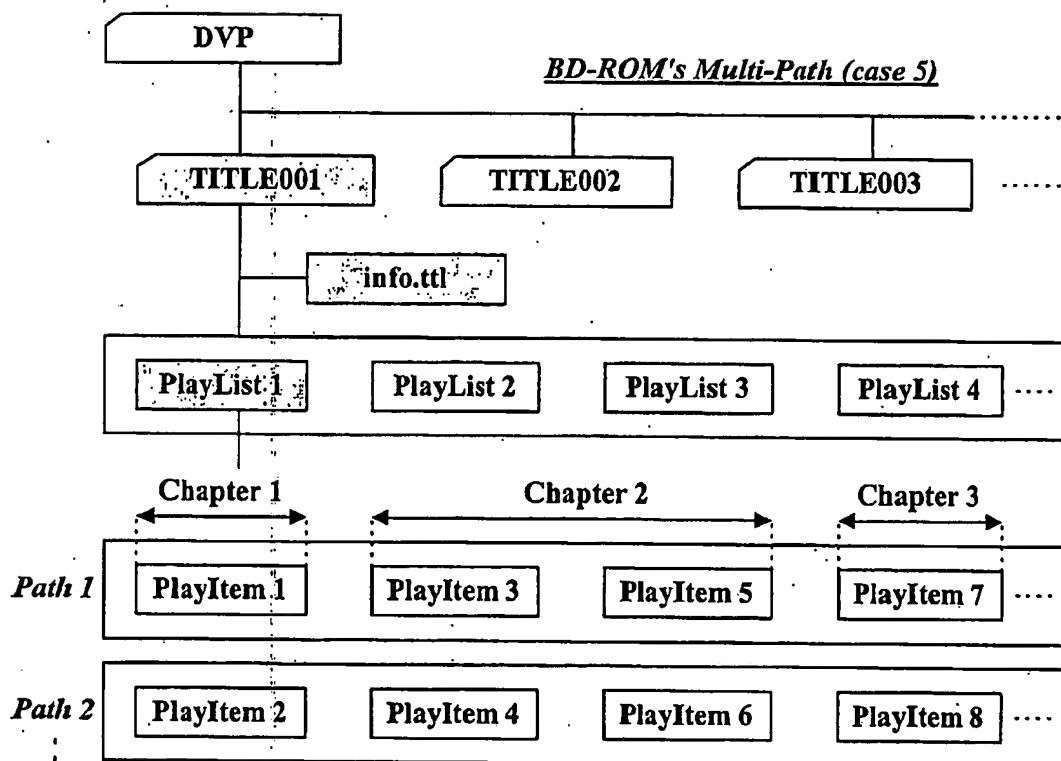 DVP
BD-ROM's Multi-Path (case 5)
TITLE001 TITLE002 TITLE003
info.ttl
PlayList 1 PlayList 2 PlayList 3 PlayList 4
Chapter 1 Chapter 2 Chapter 3
Path 1 PlayItem 1 PlayItem 3 PlayItem 5 PlayItem 7
Path 2 PlayItem 2 PlayItem 4 PlayItem 6 PlayItem 8